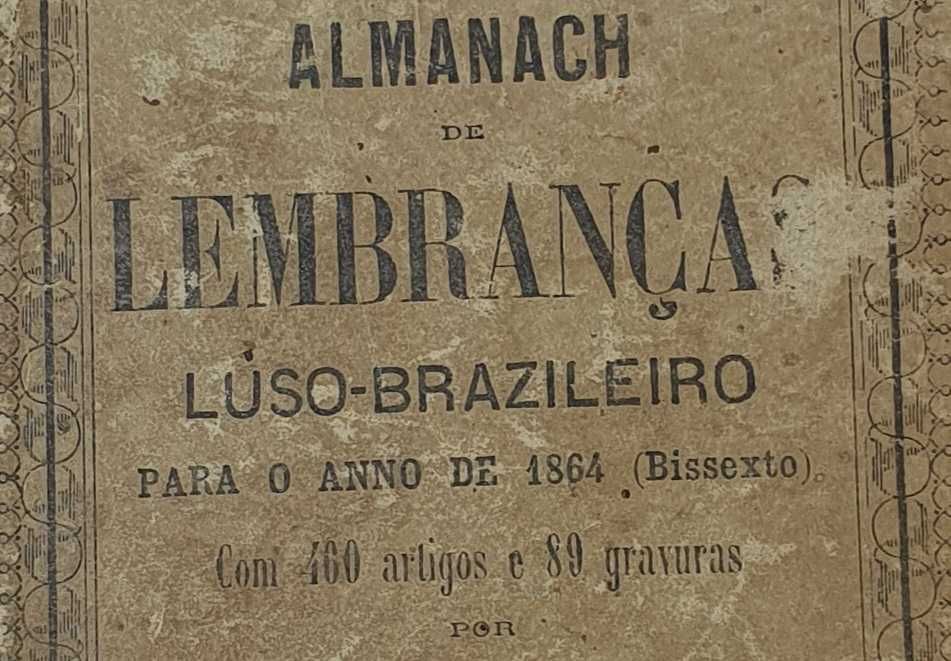 ALMANACH
DE
LEMBRANÇAS
LUSO-BRAZILEIRO
PARA O ANNO DE 1864 (Bissexto).
Com 460 artigos e 89 gravuras
POR